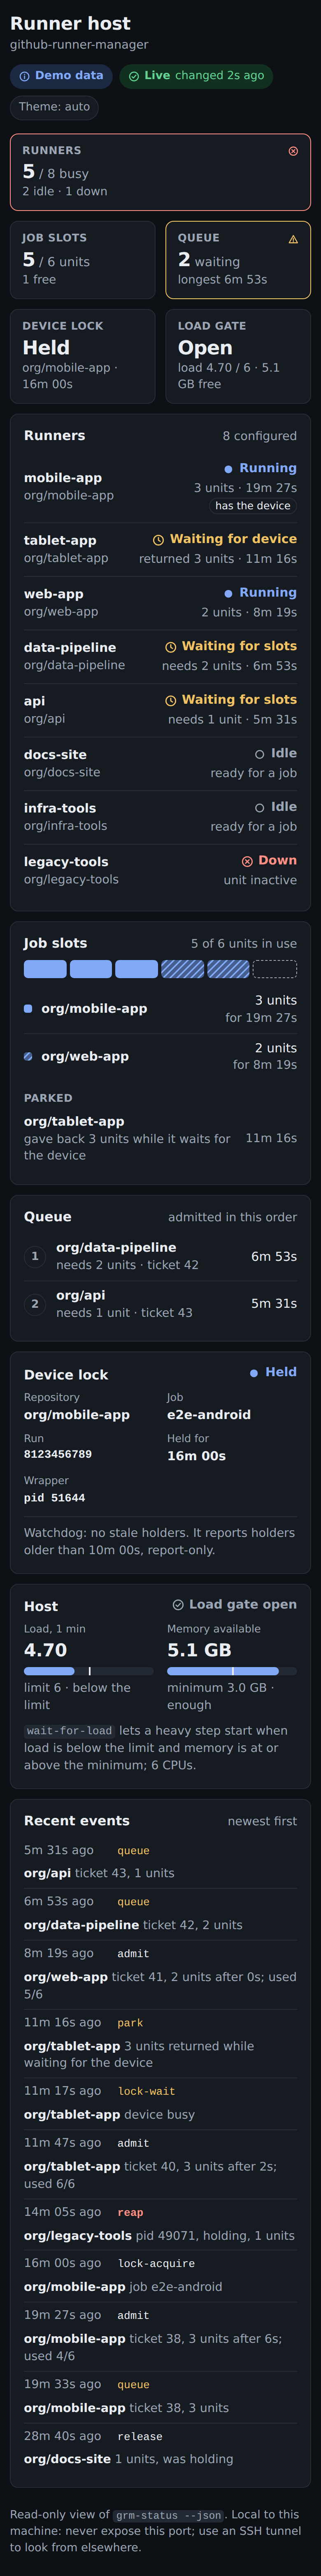 Runner host
github-runner-manager
Demo data
Live changed 2s ago
Theme: auto
RUNNERS
5 / 8 busy
2 idle · 1 down
JOB SLOTS
5 / 6 units
1 free
QUEUE
2 waiting
longest 6m 53s
DEVICE LOCK
Held
org/mobile-app ·
16m 00s
LOAD GATE
Open
load 4.70 / 6 · 5.1
GB free
Runners 8 configured
mobile-app Running
org/mobile-app 3 units · 19m 27s
has the device
tablet-app Waiting for device
org/tablet-app returned 3 units · 11m 16s
web-app Running
org/web-app 2 units · 8m 19s
data-pipeline Waiting for slots
org/data-pipeline needs 2 units · 6m 53s
api Waiting for slots
org/api needs 1 unit · 5m 31s
docs-site Idle
org/docs-site ready for a job
infra-tools Idle
org/infra-tools ready for a job
legacy-tools Down
org/legacy-tools unit inactive
Job slots 5 of 6 units in use
org/mobile-app 3 units
for 19m 27s
org/web-app 2 units
for 8m 19s
PARKED
org/tablet-app
gave back 3 units while it waits for 11m 16s
the device
Queue admitted in this order
1 org/data-pipeline 6m 53s
needs 2 units · ticket 42
2 org/api 5m 31s
needs 1 unit · ticket 43
Device lock Held
Repository Job
org/mobile-app e2e-android
Run Held for
8123456789 16m 00s
Wrapper
pid 51644
Watchdog: no stale holders. It reports holders
older than 10m 00s, report-only.
Host Load gate open
Load, 1 min Memory available
4.70 5.1 GB
limit 6 · below the minimum 3.0 GB ·
limit enough
wait-for-load lets a heavy step start when
load is below the limit and memory is at or
above the minimum; 6 CPUs.
Recent events newest first
5m 31s ago queue
org/api ticket 43, 1 units
6m 53s ago queue
org/data-pipeline ticket 42, 2 units
8m 19s ago admit
org/web-app ticket 41, 2 units after 0s; used
5/6
11m 16s ago park
org/tablet-app 3 units returned while
waiting for the device
11m 17s ago lock-wait
org/tablet-app device busy
11m 47s ago admit
org/tablet-app ticket 40, 3 units after 2s;
used 6/6
14m 05s ago reap
org/legacy-tools pid 49071, holding, 1 units
16m 00s ago lock-acquire
org/mobile-app job e2e-android
19m 27s ago admit
org/mobile-app ticket 38, 3 units after 6s;
used 4/6
19m 33s ago queue
org/mobile-app ticket 38, 3 units
28m 40s ago release
org/docs-site 1 units, was holding
Read-only view of grm-status --json. Local to this
machine: never expose this port; use an SSH tunnel
to look from elsewhere.